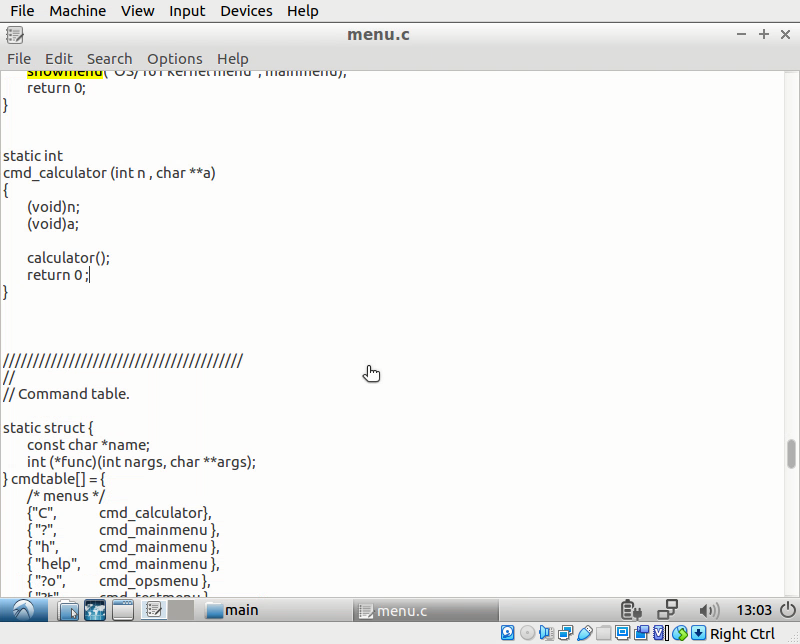 File Machine View Input Devices Help
menu.c
File Edit Search Options Help
showmenu("OS/161 kernel menu", mainmenu);
return 0;
}
static int
cmd_calculator (int n , char **a)
{
(void)n;
(void)a;
calculator();
return 0 ;
}
////////////////////////////////////////
//
// Command table.
static struct {
const char *name;
int (*func)(int nargs, char **args);
} cmdtable[] = {
/* menus */
{"C", cmd_calculator},
{ "?", cmd_mainmenu },
{ "h", cmd_mainmenu },
{ "help", cmd_mainmenu },
{ "?o", cmd_opsmenu },
{ "?t", cmd_testmenu },
main
menu.c
13:03
Right Ctrl